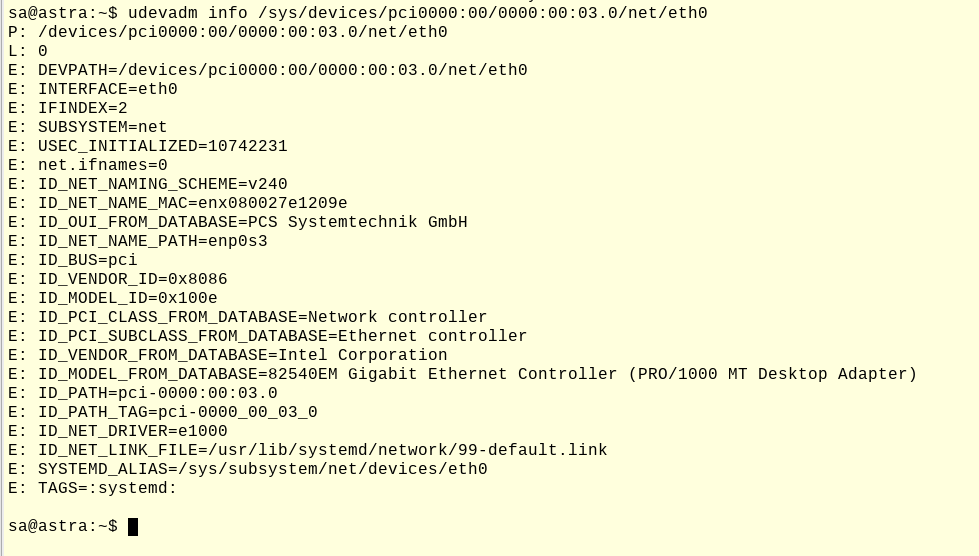 sa@astra:~$ udevadm info /sys/devices/pci0000:00/0000:00:03.0/net/eth0
P: /devices/pci0000:00/0000:00:03.0/net/eth0
L: 0
E: DEVPATH=/devices/pci0000:00/0000:00:03.0/net/eth0
E: INTERFACE=eth0
E: IFINDEX=2
E: SUBSYSTEM=net
E: USEC_INITIALIZED=10742231
E: net.ifnames=0
E: ID_NET_NAMING_SCHEME=v240
E: ID_NET_NAME_MAC=enx080027e1209e
E: ID_OUI_FROM_DATABASE=PCS Systemtechnik GmbH
E: ID_NET_NAME_PATH=enp0s3
E: ID_BUS=pci
E: ID_VENDOR_ID=0x8086
E: ID_MODEL_ID=0x100e
E: ID_PCI_CLASS_FROM_DATABASE=Network controller
E: ID_PCI_SUBCLASS_FROM_DATABASE=Ethernet controller
E: ID_VENDOR_FROM_DATABASE=Intel Corporation
E: ID_MODEL_FROM_DATABASE=82540EM Gigabit Ethernet Controller (PRO/1000 MT Desktop Adapter)
E: ID_PATH=pci-0000:00:03.0
E: ID_PATH_TAG=pci-0000_00_03_0
E: ID_NET_DRIVER=e1000
E: ID_NET_LINK_FILE=/usr/lib/systemd/network/99-default.link
E: SYSTEMD_ALIAS=/sys/subsystem/net/devices/eth0
E: TAGS=:systemd:
sa@astra:~$